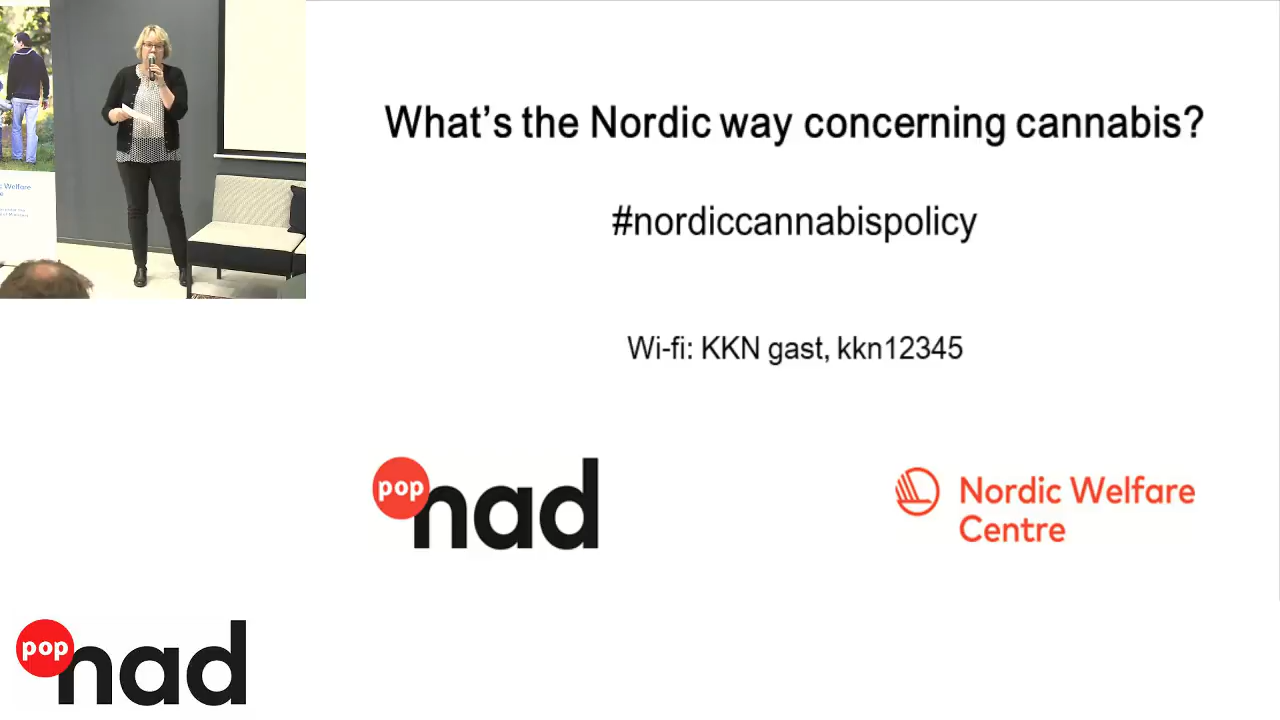 What's the Nordic way concerning cannabis?
#nordiccannabispolicy
Wi-fi: KKN gast, kkn12345
pop nad
Nordic Welfare
Centre
Welfare
pop nad